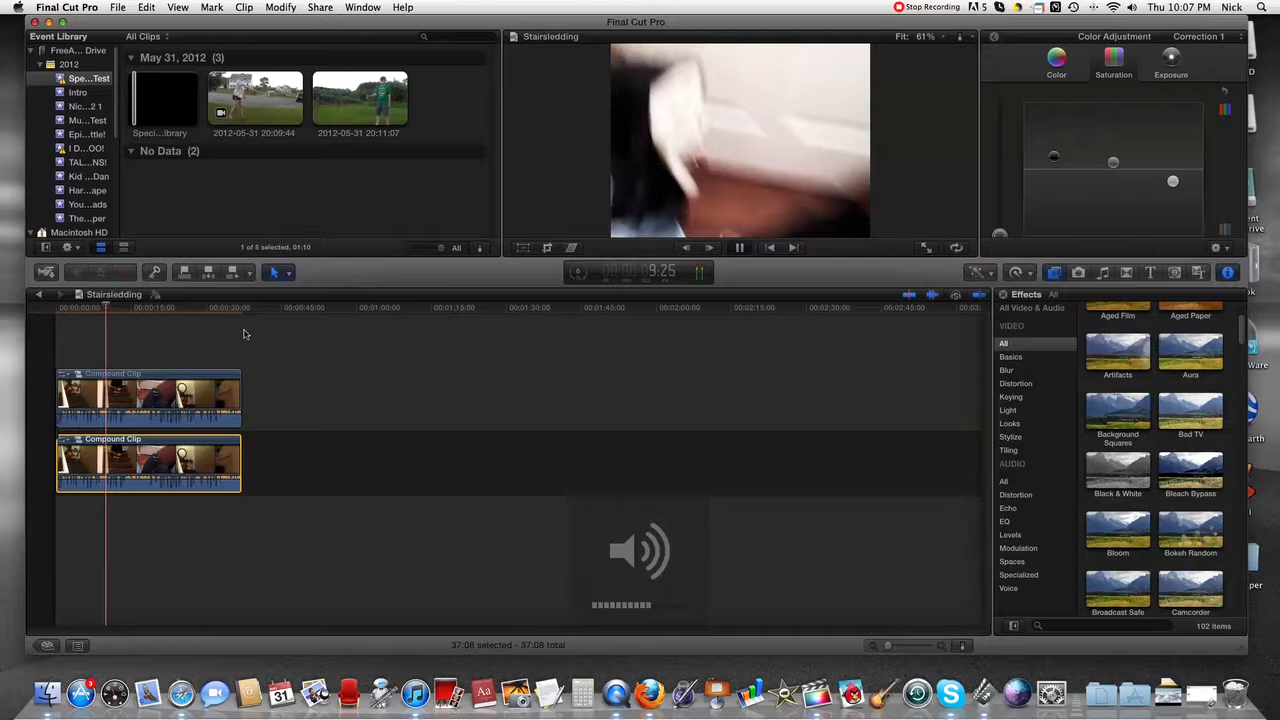 Final Cut Pro File Edit View Mark Clip Modify Share Window Help Stop Recording 5 Thu 10:07 PM Nick
Final Cut Pro
Event Library All Clips Stairsledding Fit: 61% Color Adjustment Correction 1
FreeA... Drive
2012
Spe...Test
Intro
Nic...2 1
Mu...Test
Epi...ttle!
I D...OO!
TAL...NS!
Kid ...Dan
Har...ape
You...ads
The...per
Macintosh HD
May 31, 2012 (3)
Speci...ibrary 2012-05-31 20:09:44 2012-05-31 20:11:07
No Data (2)
1 of 5 selected, 01:10 All
Color Saturation Exposure
9:25
Stairsledding
00:00:00:00 00:00:15:00 00:00:30:00 00:00:45:00 00:01:00:00 00:01:15:00 00:01:30:00 00:01:45:00 00:02:00:00 00:02:15:00 00:02:30:00 00:02:45:00 00:03:
Compound Clip
Compound Clip
Effects All
All Video & Audio
VIDEO
All
Basics
Blur
Distortion
Keying
Light
Looks
Stylize
Tiling
AUDIO
All
Distortion
Echo
EQ
Levels
Modulation
Spaces
Specialized
Voice
Aged Film Aged Paper
Artifacts Aura
Background Squares Bad TV
Black & White Bleach Bypass
Bloom Bokeh Random
Broadcast Safe Camcorder
102 items
37:08 selected - 37:08 total